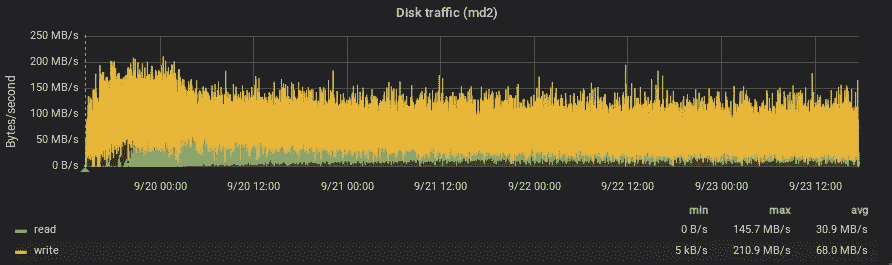 Disk traffic (md2)
250 MB/s
200 MB/s
150 MB/s
100 MB/s
50 MB/s
0 B/s
Bytes/second
9/20 00:00 9/20 12:00 9/21 00:00 9/21 12:00 9/22 00:00 9/22 12:00 9/23 00:00 9/23 12:00
min max avg
read 0 B/s 145.7 MB/s 30.9 MB/s
write 5 kB/s 210.9 MB/s 68.0 MB/s